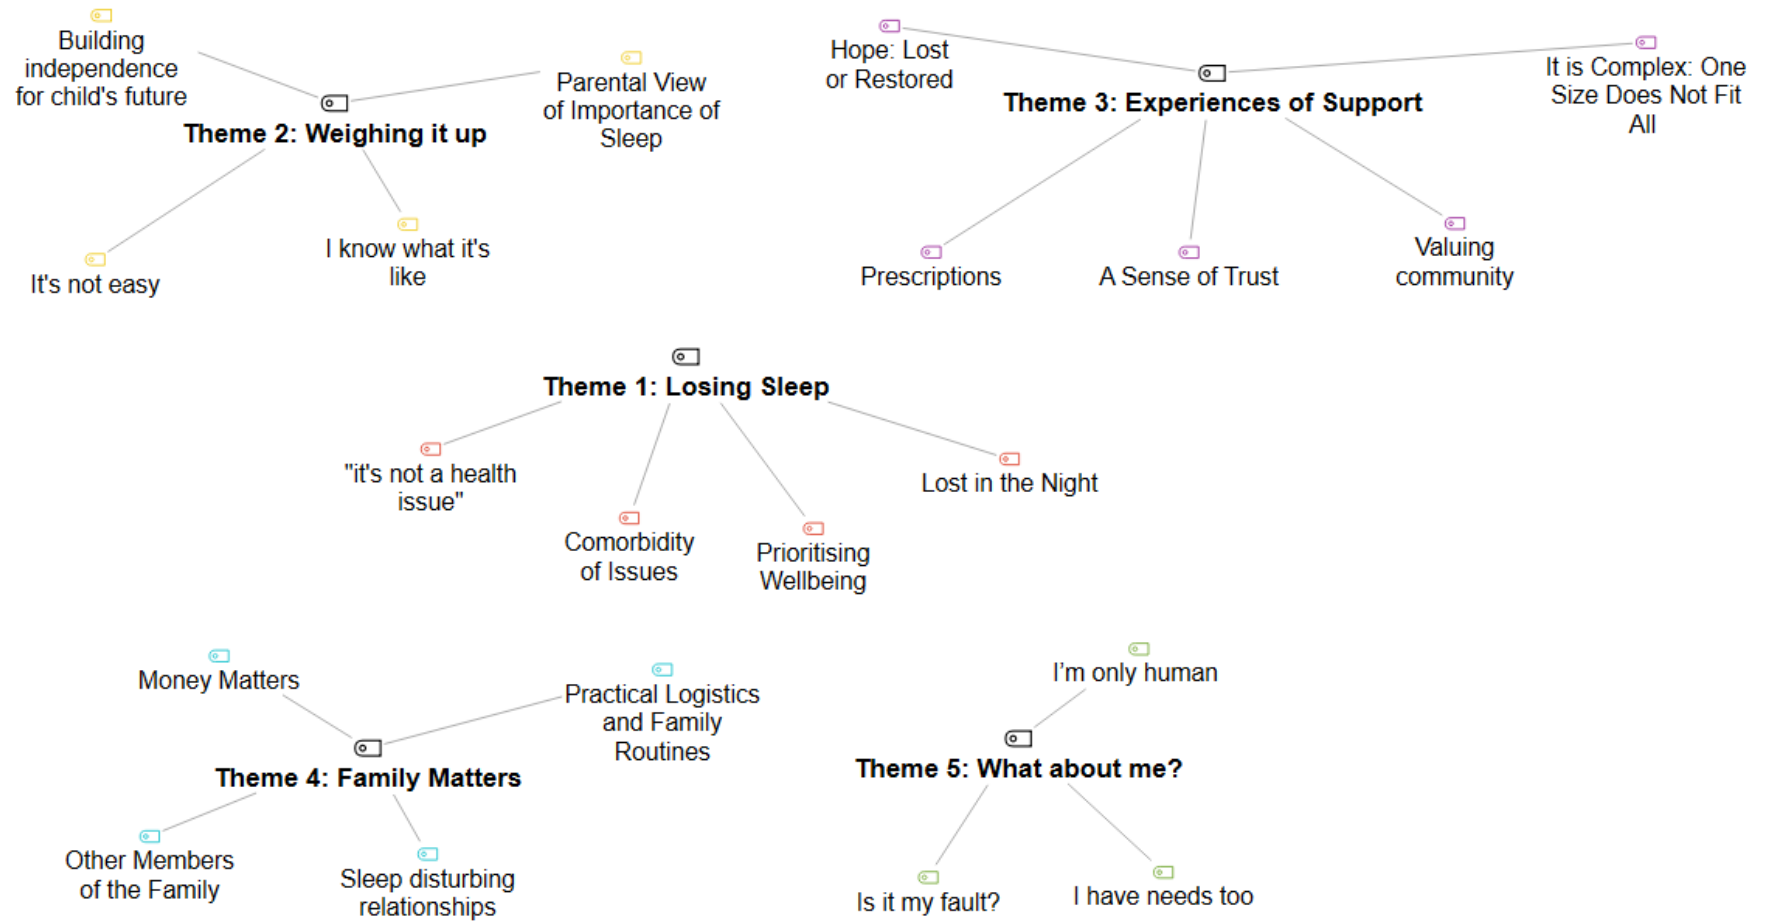 Building
independence
for child's future
Parental View
of Importance of
Sleep
Theme 2: Weighing it up
It's not easy
I know what it's
like
Hope: Lost
or Restored
It is Complex: One
Size Does Not Fit
All
Theme 3: Experiences of Support
Prescriptions
A Sense of Trust
Valuing
community
Theme 1: Losing Sleep
"it's not a health
issue"
Comorbidity
of Issues
Prioritising
Wellbeing
Lost in the Night
Money Matters
Practical Logistics
and Family
Routines
Theme 4: Family Matters
Other Members
of the Family
Sleep disturbing
relationships
I’m only human
Theme 5: What about me?
Is it my fault?
I have needs too